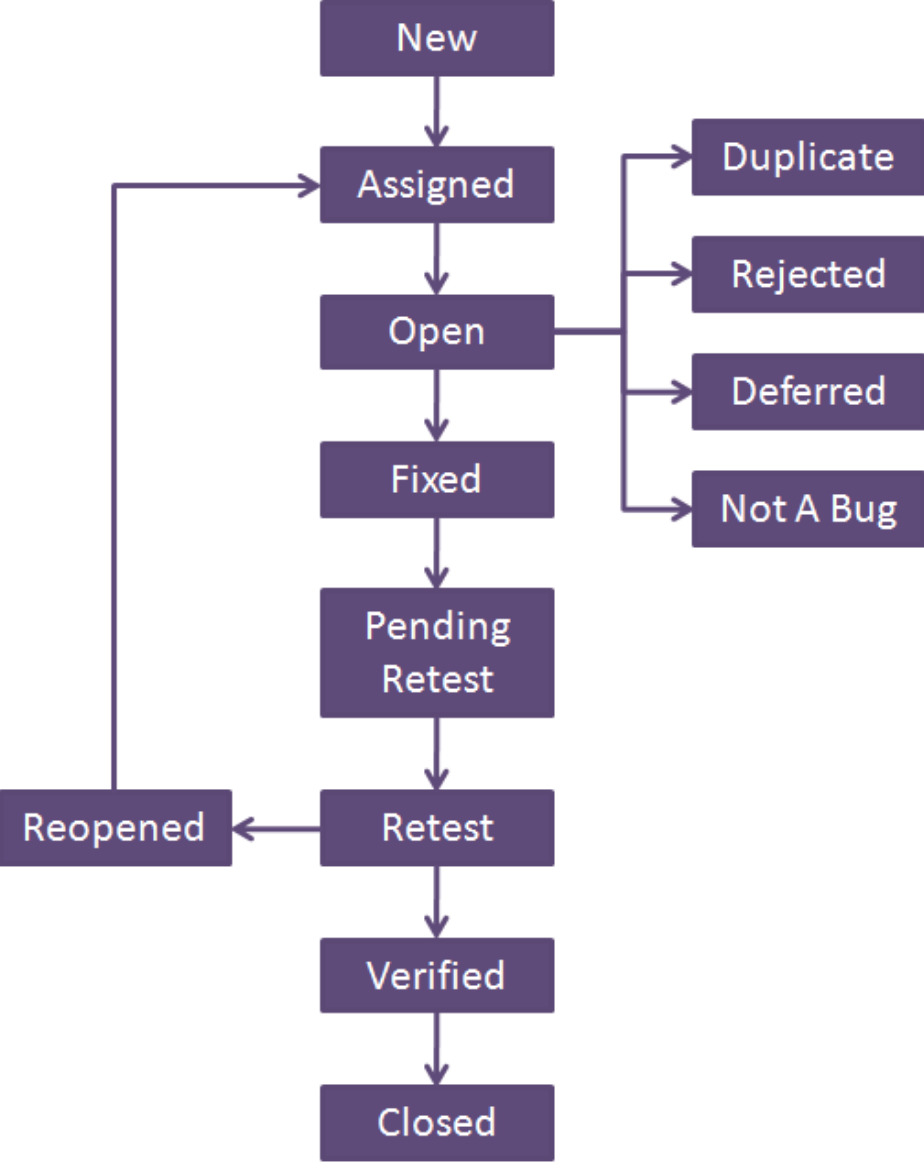 New
Assigned
Duplicate
Rejected
Open
Deferred
Fixed
Not A Bug
Pending
Retest
Reopened
Retest
Verified
Closed